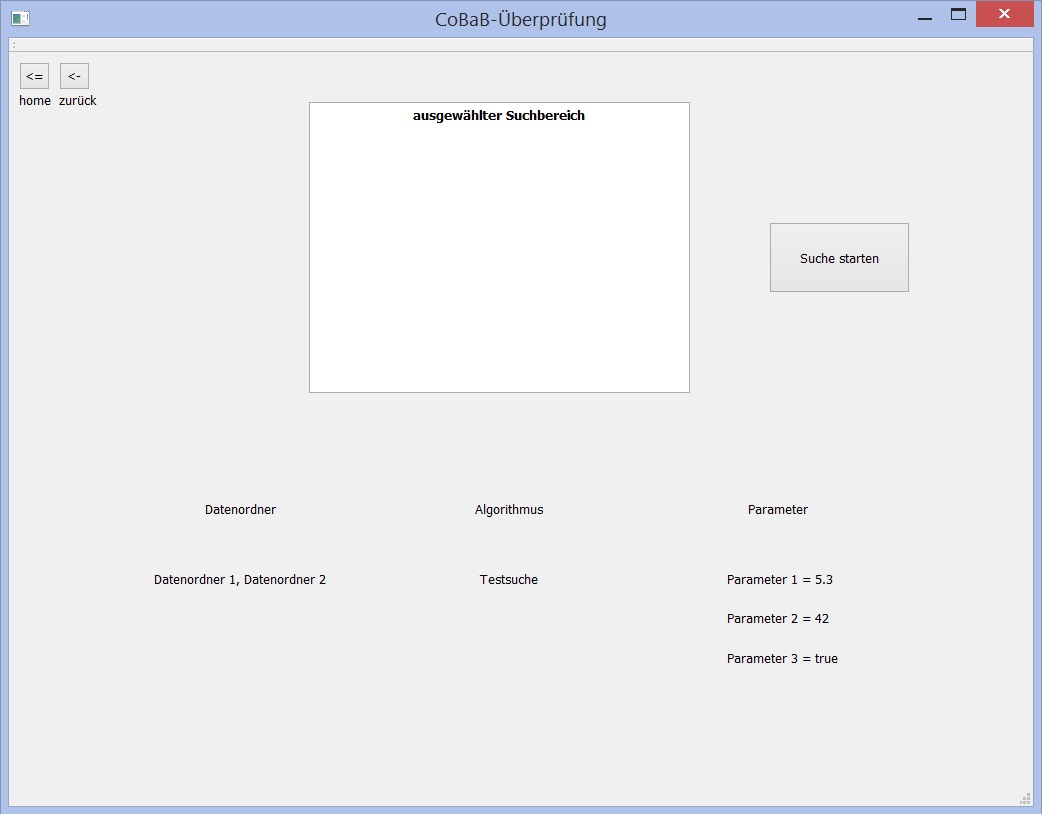 CoBaB-Überprüfung
<= <-
home zurück
ausgewählter Suchbereich
Suche starten
Datenordner Algorithmus Parameter
Datenordner 1, Datenordner 2 Testsuche Parameter 1 = 5.3
Parameter 2 = 42
Parameter 3 = true